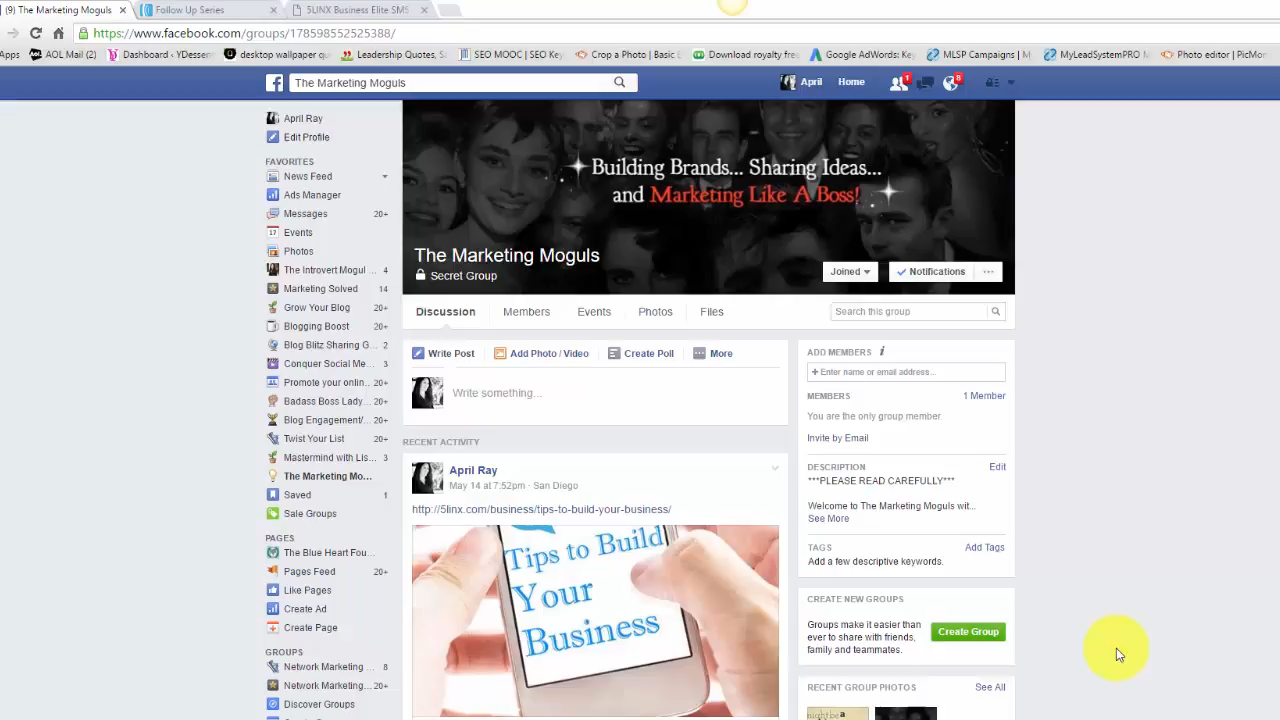 (9) The Marketing Moguls
Follow Up Series
5LINX Business Elite SMS
https://www.facebook.com/groups/1785985525388/
Apps
AOL Mail (2)
Dashboard ‹ YDesser
desktop wallpaper qu
Leadership Quotes, S
SEO MOOC | SEO Key
Crop a Photo | Basic E
Download royalty free
Google AdWords: Key
MLSP Campaigns | M
MyLeadSystemPRO M
Photo editor | PicMon
The Marketing Moguls
April
Home
1
8
April Ray
Edit Profile
FAVORITES
News Feed
Ads Manager
Messages 20+
17 Events
Photos
The Introvert Mogul ... 4
Marketing Solved 14
Grow Your Blog 20+
Blogging Boost 20+
Blog Blitz Sharing G... 2
Conquer Social Me... 3
Promote your onlin... 20+
Badass Boss Lady... 20+
Blog Engagement/... 20+
Twist Your List 20+
Mastermind with Lis... 20+
The Marketing Mo...
Saved 1
Sale Groups
PAGES
The Blue Heart Fou...
Pages Feed 20+
Like Pages
Create Ad
Create Page
GROUPS
Network Marketing ... 8
Network Marketing... 20+
Discover Groups
Building Brands... Sharing Ideas...
and Marketing Like A Boss!
The Marketing Moguls
Secret Group
Joined
Notifications
...
Discussion
Members
Events
Photos
Files
Search this group
Write Post
Add Photo / Video
Create Poll
More
Write something...
RECENT ACTIVITY
April Ray
May 14 at 7:52pm · San Diego
http://5linx.com/business/tips-to-build-your-business/
Tips to Build
Your
Business
ADD MEMBERS i
+ Enter name or email address...
MEMBERS 1 Member
You are the only group member
Invite by Email
DESCRIPTION Edit
***PLEASE READ CAREFULLY***
Welcome to The Marketing Moguls wit...
See More
TAGS Add Tags
Add a few descriptive keywords.
CREATE NEW GROUPS
Groups make it easier than
ever to share with friends,
family and teammates.
Create Group
RECENT GROUP PHOTOS See All